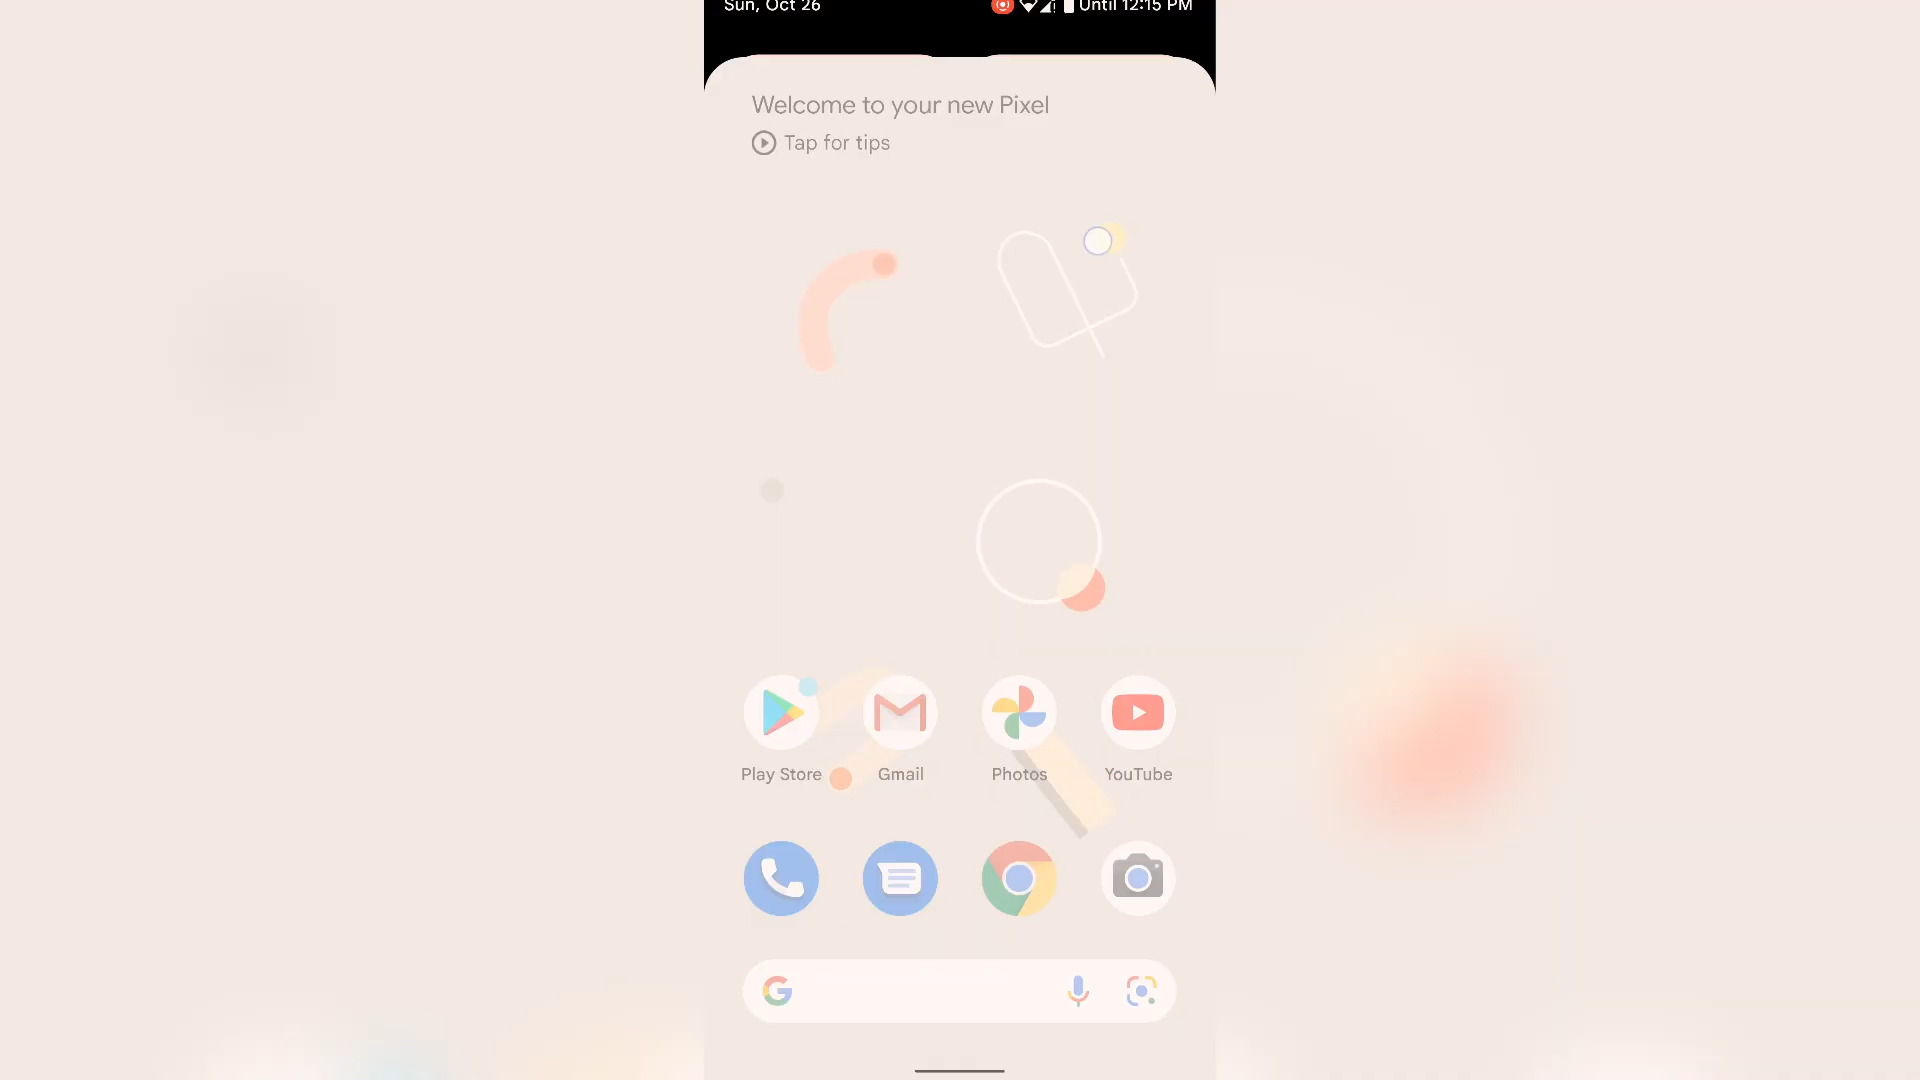 Sun, Oct 26
Until 12:15 PM
Welcome to your new Pixel
Tap for tips
Play Store
Gmail
Photos
YouTube